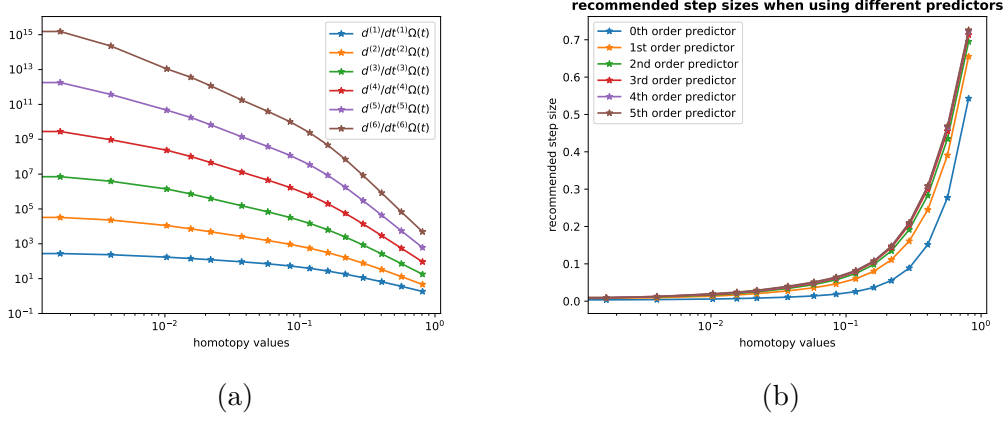 recommended step sizes when using different predictors
10^15
10^13
10^11
10^9
10^7
10^5
10^3
10^1
10^−1
d^(1)/dt^(1)Ω(t)
d^(2)/dt^(2)Ω(t)
d^(3)/dt^(3)Ω(t)
d^(4)/dt^(4)Ω(t)
d^(5)/dt^(5)Ω(t)
d^(6)/dt^(6)Ω(t)
10^−2
10^−1
10^0
homotopy values
(a)
recommended step size
0.7
0.6
0.5
0.4
0.3
0.2
0.1
0.0
0th order predictor
1st order predictor
2nd order predictor
3rd order predictor
4th order predictor
5th order predictor
10^−2
10^−1
10^0
homotopy values
(b)